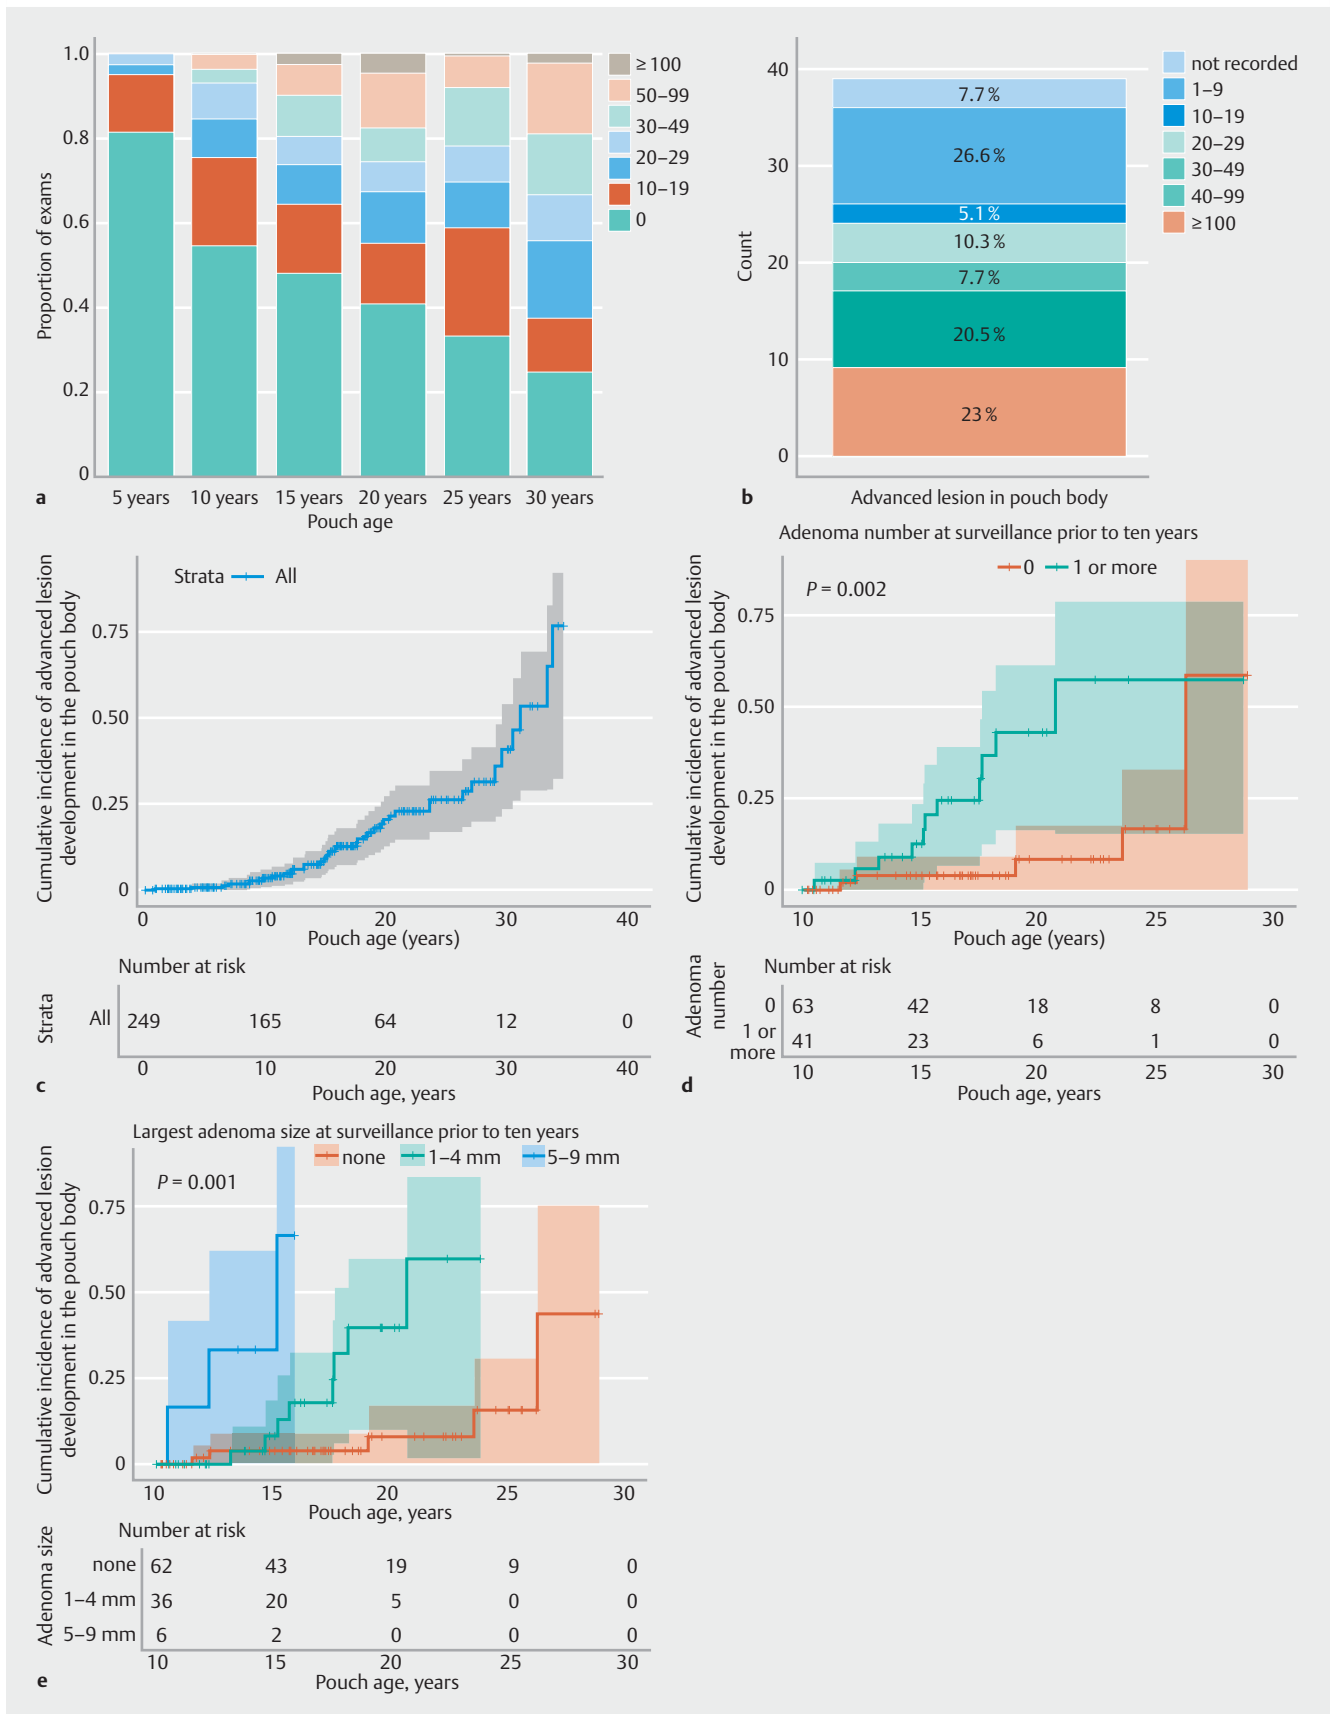 1.0
0.8
0.6
0.4
0.2
0
Proportion of exams
≥ 100
50–99
30–49
20–29
10–19
0
5 years 10 years 15 years 20 years 25 years 30 years
Pouch age
a
40
30
20
10
0
Count
7.7 %
26.6 %
5.1 %
10.3 %
7.7 %
20.5 %
23 %
not recorded
1–9
10–19
20–29
30–49
40–99
≥100
Advanced lesion in pouch body
b
Cumulative incidence of advanced lesion
development in the pouch body
Strata All
0.75
0.50
0.25
0
0 10 20 30 40
Pouch age (years)
Number at risk
Strata
All 249 165 64 12 0
0 10 20 30 40
Pouch age, years
c
Adenoma number at surveillance prior to ten years
Cumulative incidence of advanced lesion
development in the pouch body
0 1 or more
P = 0.002
0.75
0.50
0.25
0
10 15 20 25 30
Pouch age (years)
Number at risk
Adenoma
number
0 63 42 18 8 0
1 or
more 41 23 6 1 0
10 15 20 25 30
Pouch age, years
d
Largest adenoma size at surveillance prior to ten years
Cumulative incidence of advanced lesion
development in the pouch body
none 1–4 mm 5–9 mm
P = 0.001
0.75
0.50
0.25
0
10 15 20 25 30
Pouch age, years
Number at risk
Adenoma size
none 62 43 19 9 0
1–4 mm 36 20 5 0 0
5–9 mm 6 2 0 0 0
10 15 20 25 30
Pouch age, years
e